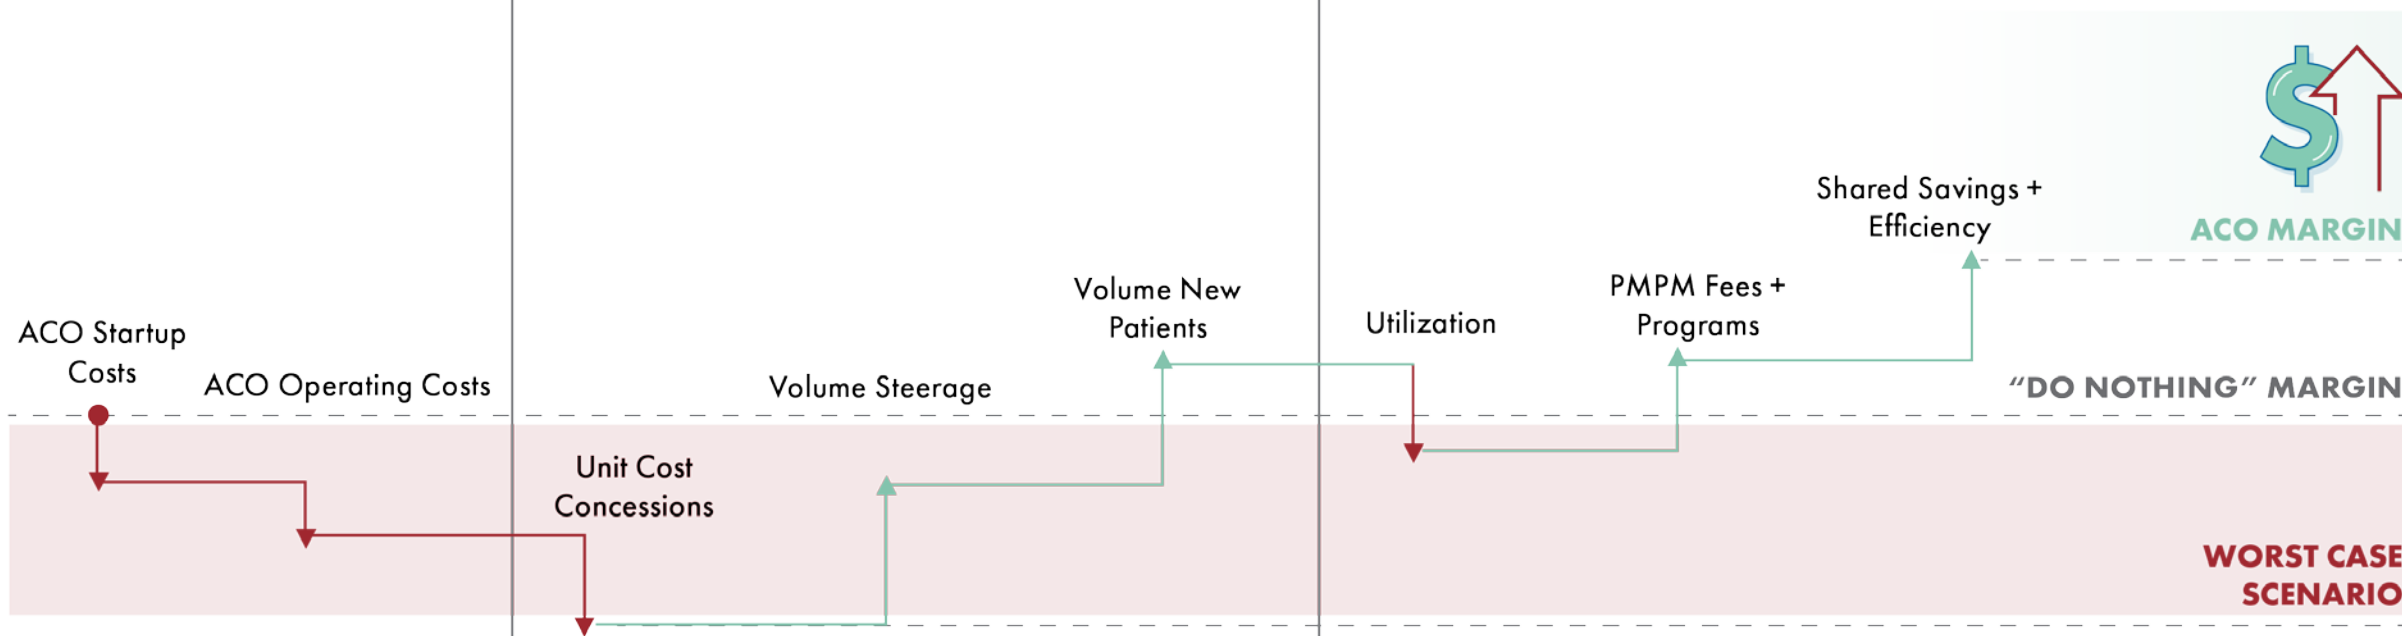 ACO Startup
Costs
ACO Operating Costs
Unit Cost
Concessions
Volume Steerage
Volume New
Patients
Utilization
PMPM Fees +
Programs
Shared Savings +
Efficiency
$
ACO MARGIN
“DO NOTHING” MARGIN
WORST CASE
SCENARIO